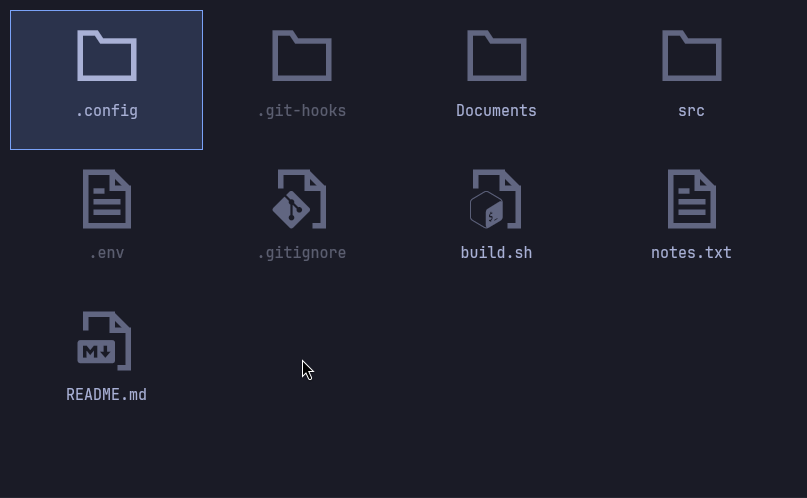 .config
.git-hooks
Documents
src
.env
.gitignore
$_
build.sh
notes.txt
M
README.md